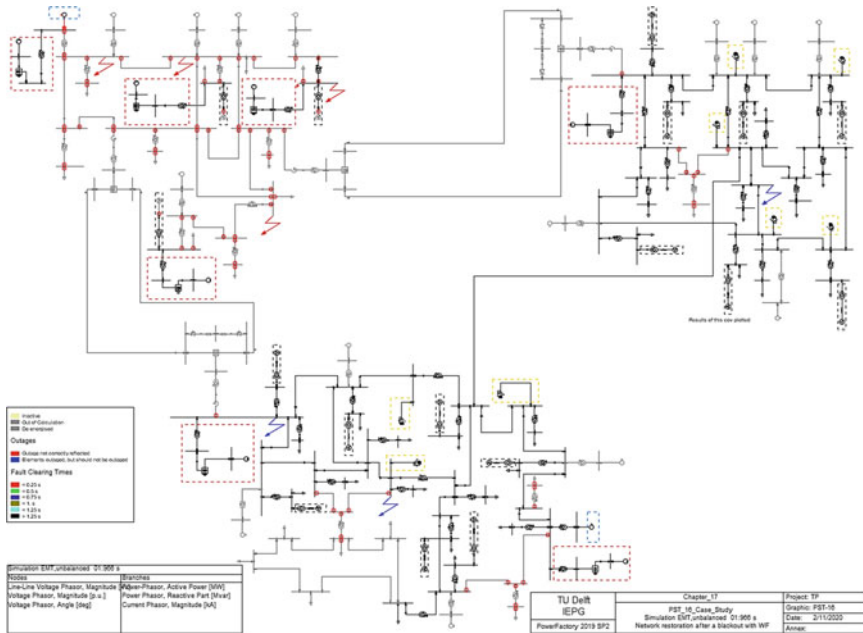 Results of this oev plotted
Inactive
Out of Calculation
De-energised
Outages
Outage not correctly reflected
Elements outaged, but should not be outaged
Fault Clearing Times
< 0.25 s
< 0.5 s
< 0.75 s
< 1. s
< 1.25 s
> 1.25 s
Simulation EMT,unbalanced 01:966 s
Nodes Branches
Line-Line Voltage Phasor, Magnitude Power-Phasor, Active Power [MW]
Voltage Phasor, Magnitude [p.u.] Power Phasor, Reactive Part [Mvar]
Voltage Phasor, Angle [deg] Current Phasor, Magnitude [kA]
TU Delft
IEPG
PowerFactory 2019 SP2
Chapter_17
PST_16_Case_Study
Simulation EMT,unbalanced 01:966 s
Network restoration after a blackout with WF
Project: TF
Graphic: PST-16
Date: 2/11/2020
Annex: